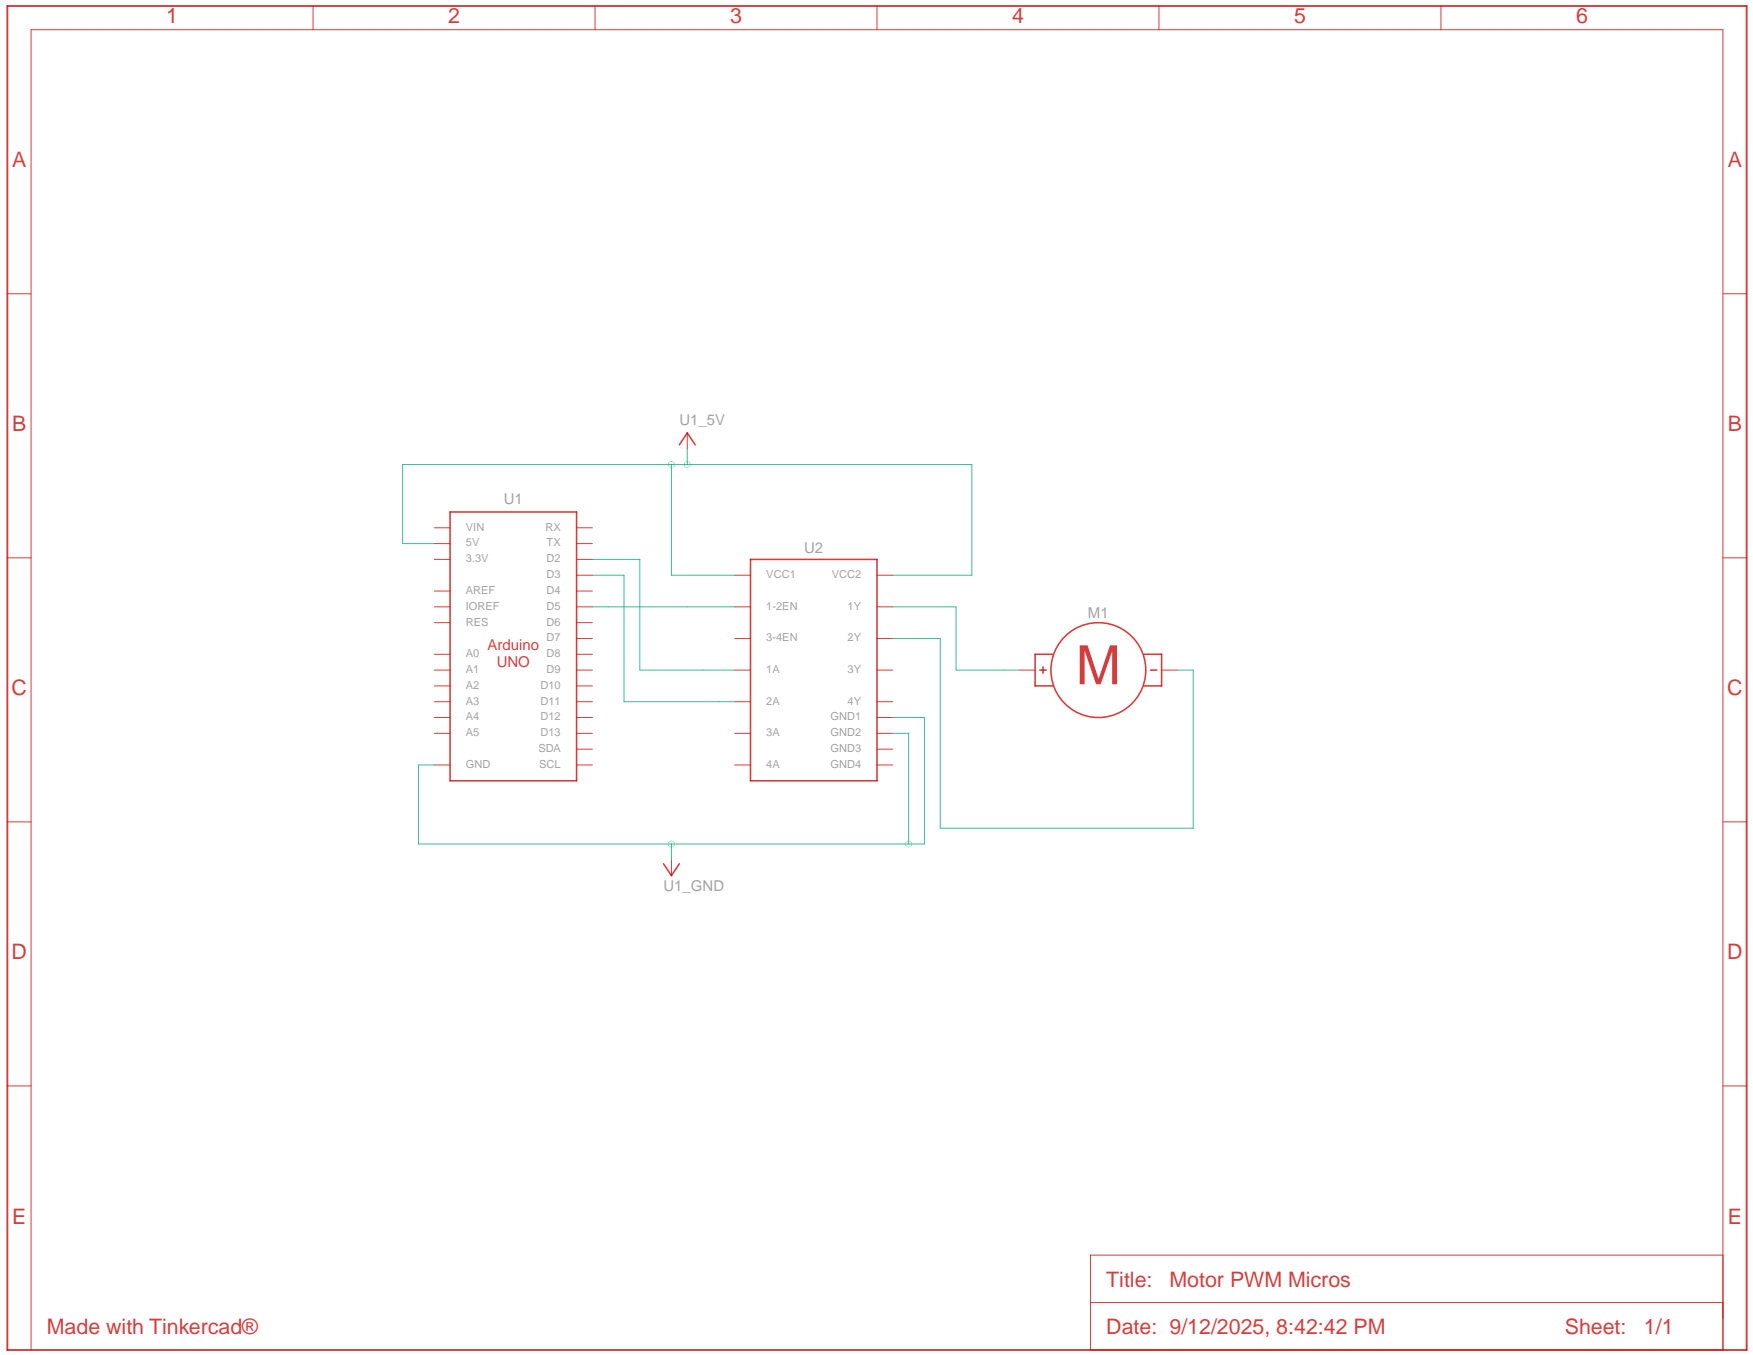 1 2 3 4 5 6
A A
B B
U1_5V
U1
VIN RX
5V TX
3.3V D2
D3
AREF D4
IOREF D5
RES D6
D7
Arduino
UNO
A0 D8
A1 D9
A2 D10
A3 D11
A4 D12
A5 D13
SDA
GND SCL
U2
VCC1 VCC2
1-2EN 1Y
3-4EN 2Y
1A 3Y
2A 4Y
GND1
3A GND2
GND3
4A GND4
M1
+ M -
C C
U1_GND
D D
E E
Title: Motor PWM Micros
Made with Tinkercad®
Date: 9/12/2025, 8:42:42 PM Sheet: 1/1